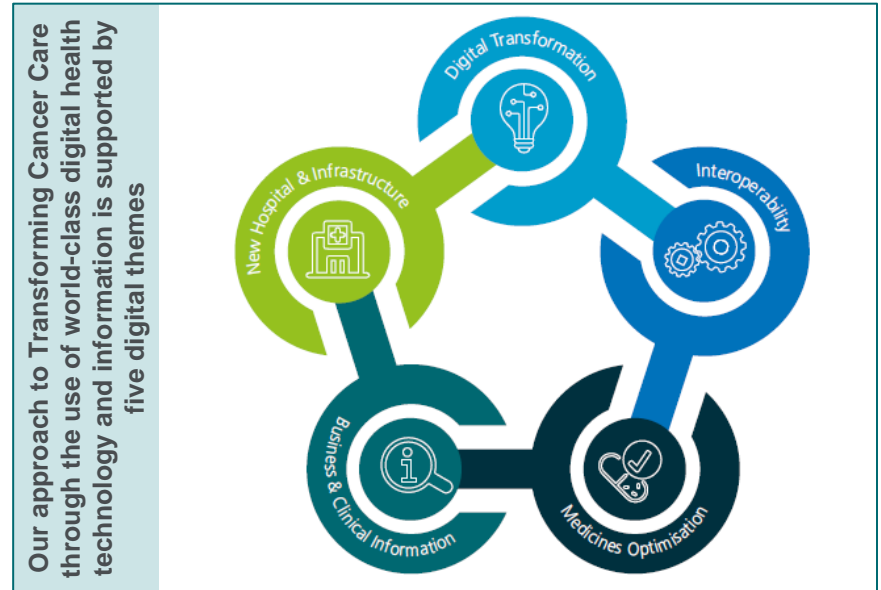 Our approach to Transforming Cancer Care
through the use of world-class digital health
technology and information is supported by
five digital themes
Digital Transformation
Interoperability
Medicines Optimisation
Business & Clinical Information
New Hospital & Infrastructure